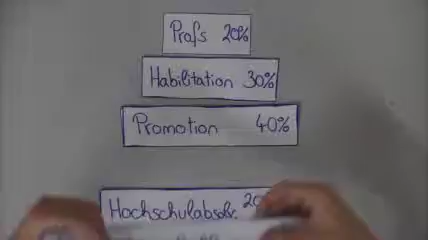 Profs 20%
Habilitation 30%
Promotion 40%
Hochschulabsolv.